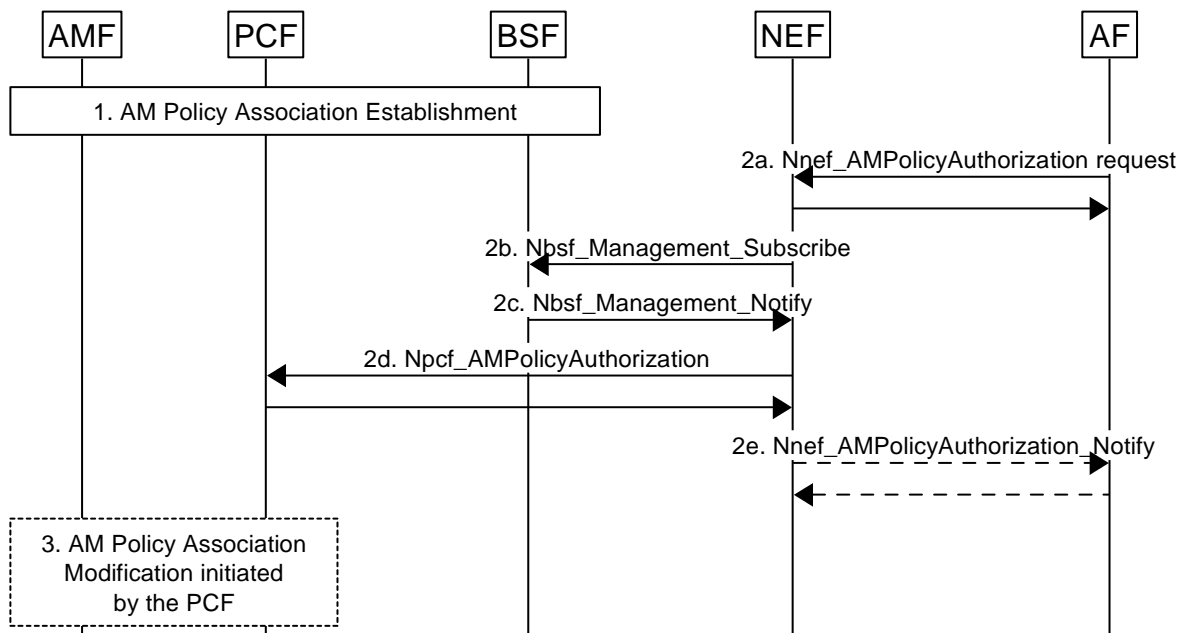 AMF
PCF
BSF
NEF
AF
1. AM Policy Association Establishment
2a. Nnef_AMPolicyAuthorization request
2b. Nbsf_Management_Subscribe
2c. Nbsf_Management_Notify
2d. Npcf_AMPolicyAuthorization
2e. Nnef_AMPolicyAuthorization_Notify
3. AM Policy Association
Modification initiated
by the PCF